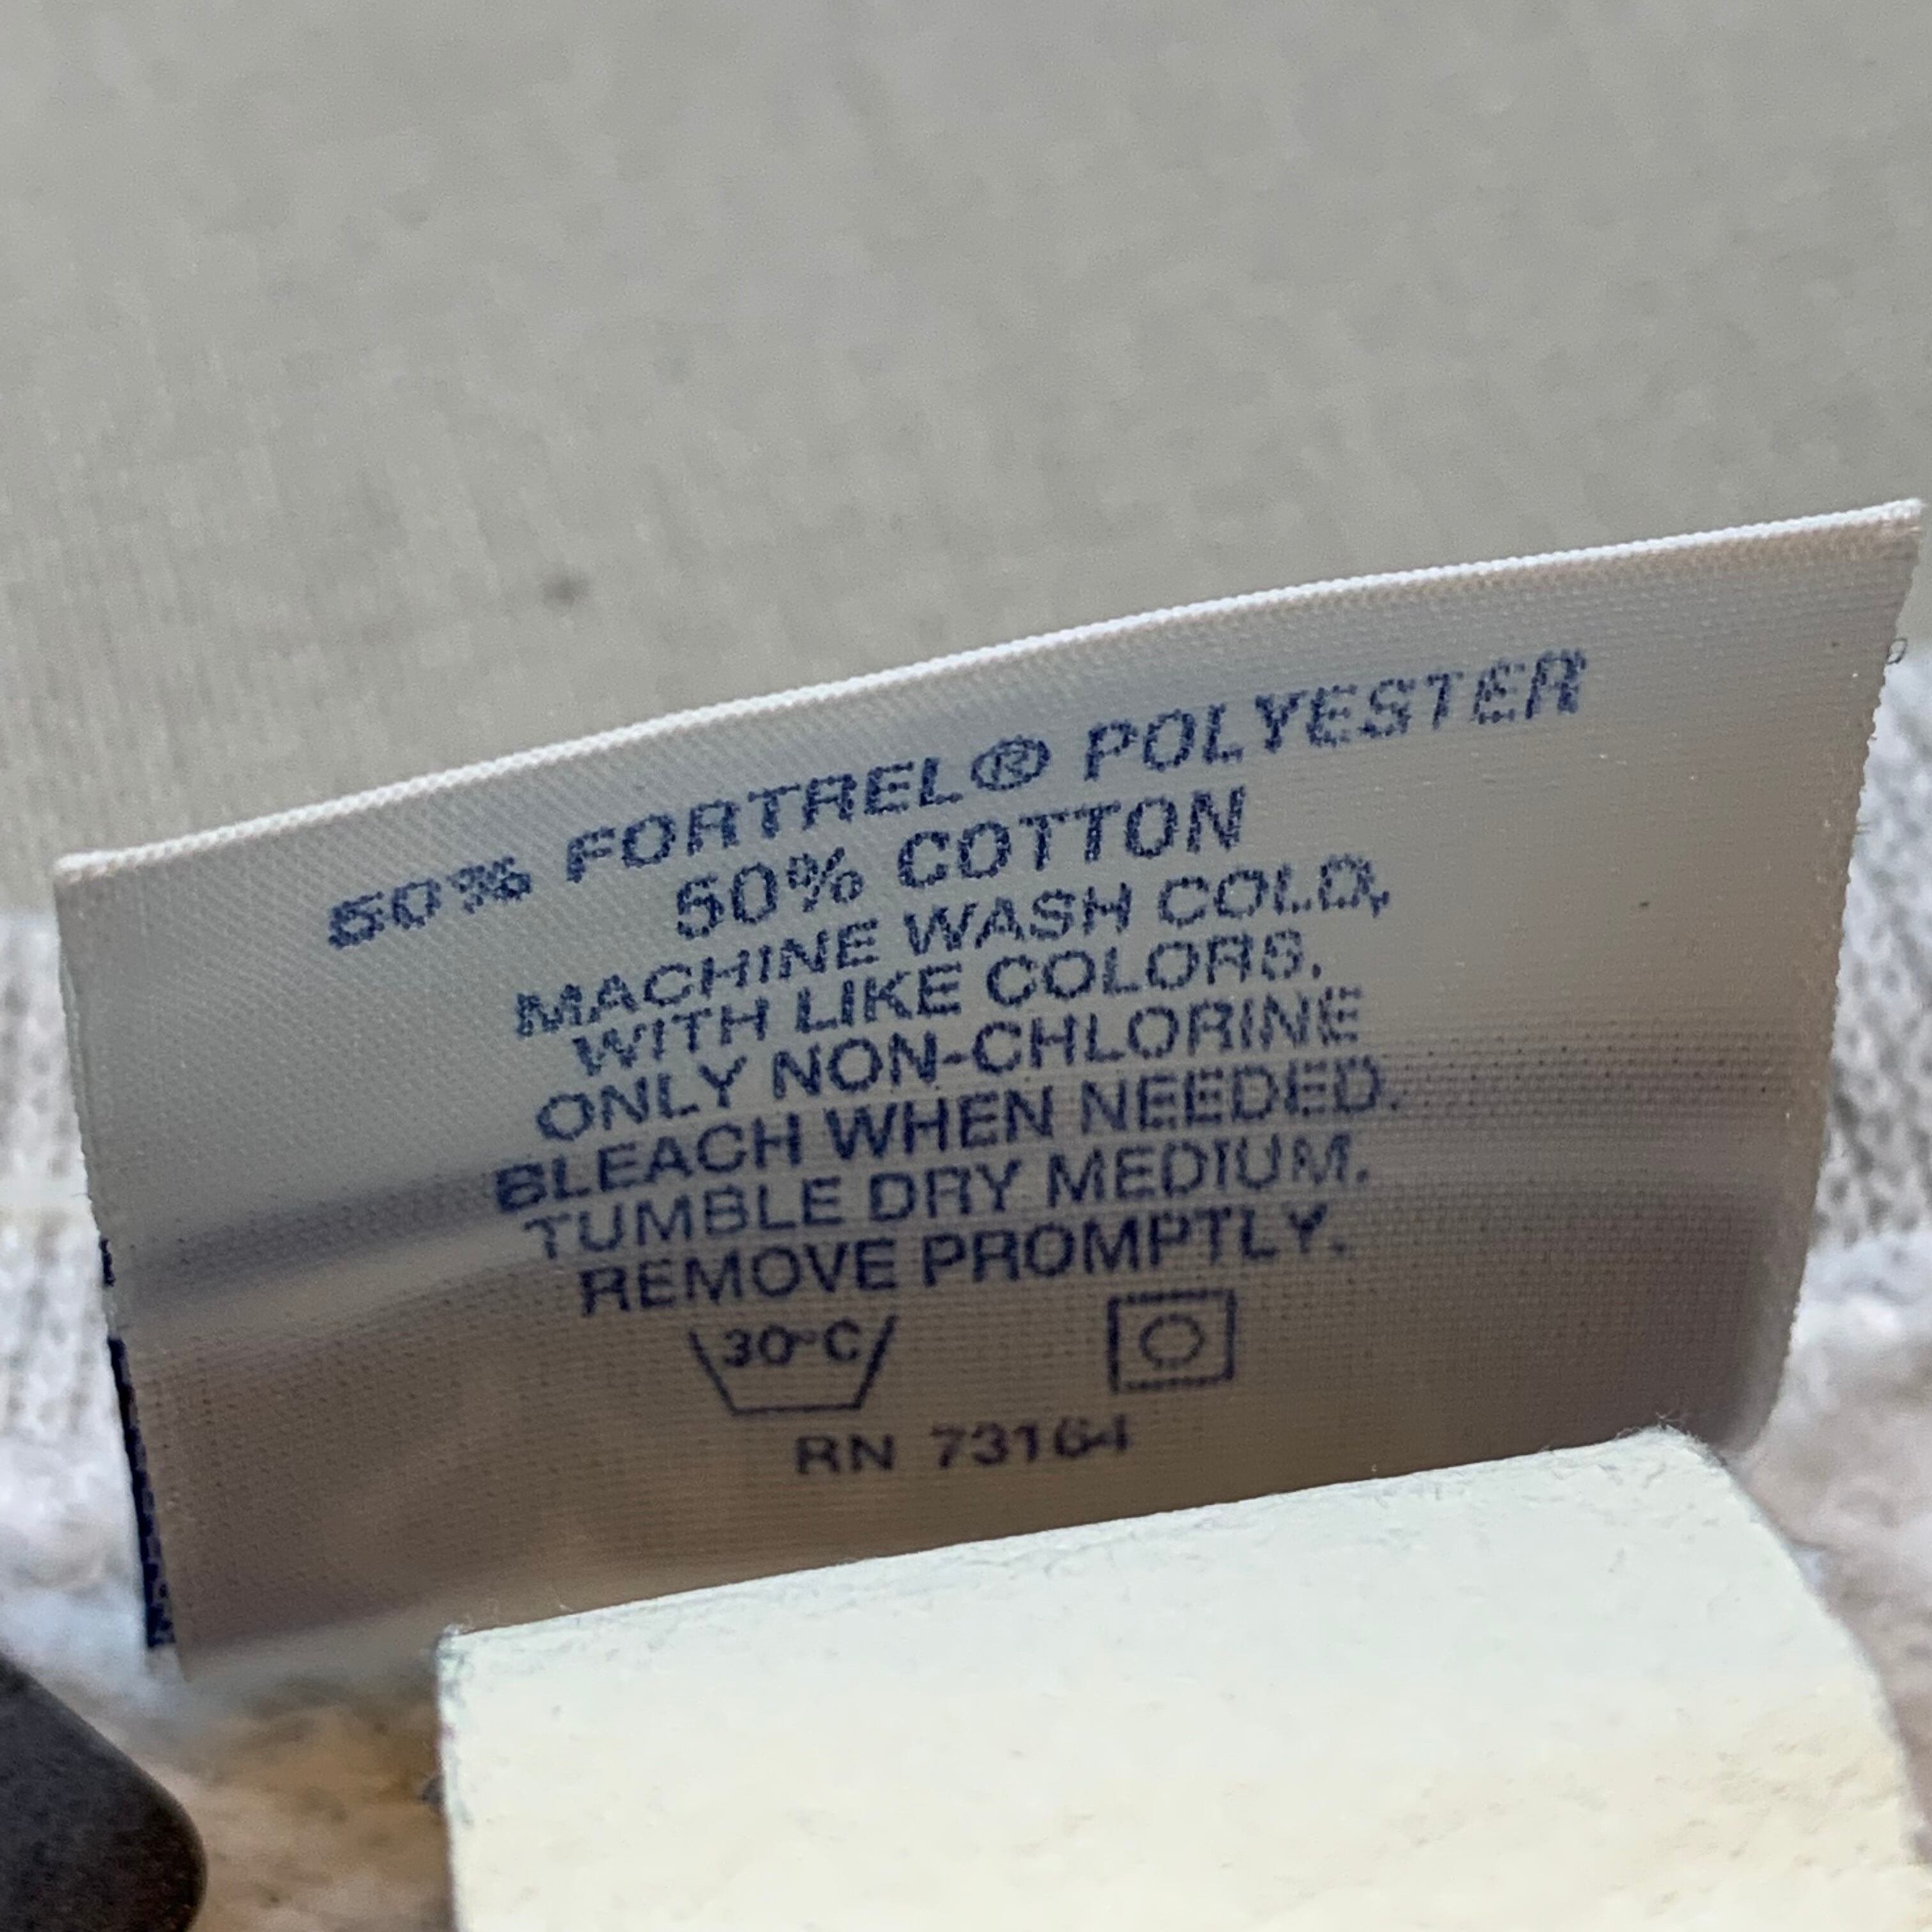 50% FORTREL® POLYESTER
50% COTTON
MACHINE WASH COLD,
WITH LIKE COLORS.
ONLY NON-CHLORINE
BLEACH WHEN NEEDED.
TUMBLE DRY MEDIUM.
REMOVE PROMPTLY.
30°C
RN 73164